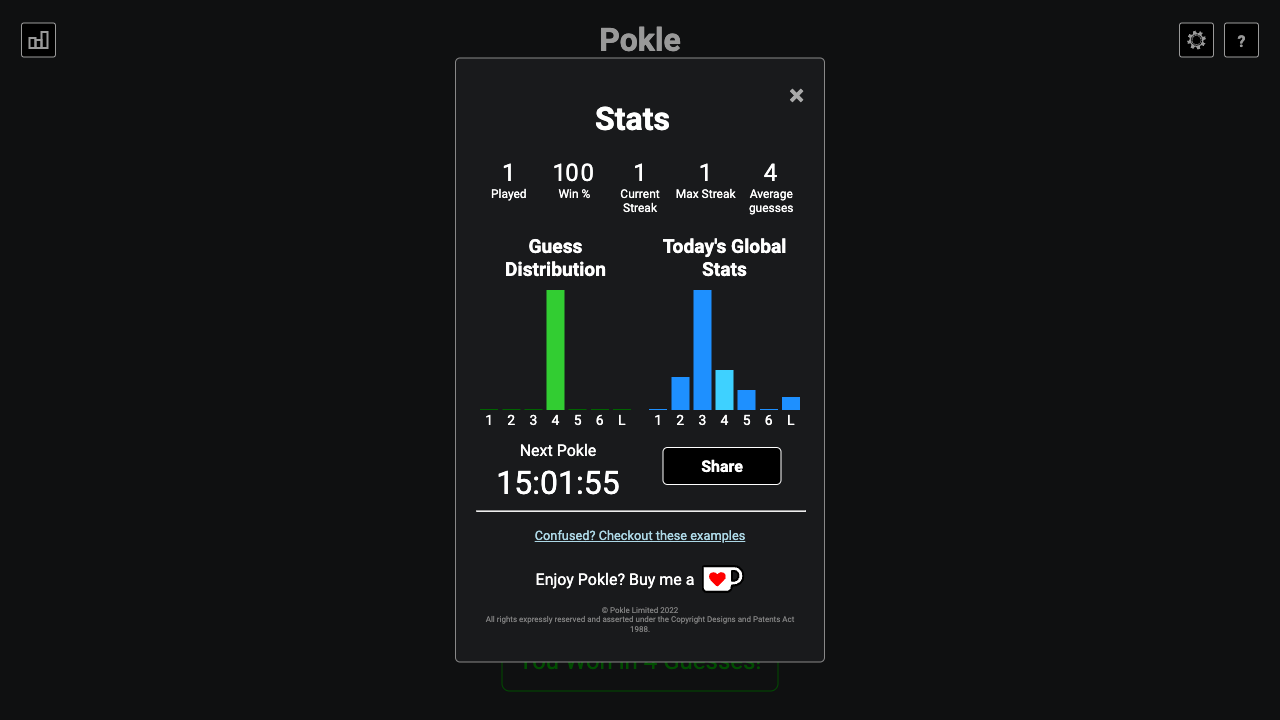 Pokle
?
×
Stats
1 100 1 1 4
Played Win % Current Max Streak Average
Streak guesses
Guess
Distribution
Today's Global
Stats
1 2 3 4 5 6 L
1 2 3 4 5 6 L
Next Pokle
15:01:55
Share
Confused? Checkout these examples
Enjoy Pokle? Buy me a
© Pokle Limited 2022
All rights expressly reserved and asserted under the Copyright Designs and Patents Act
1988.
You Won in 4 Guesses!